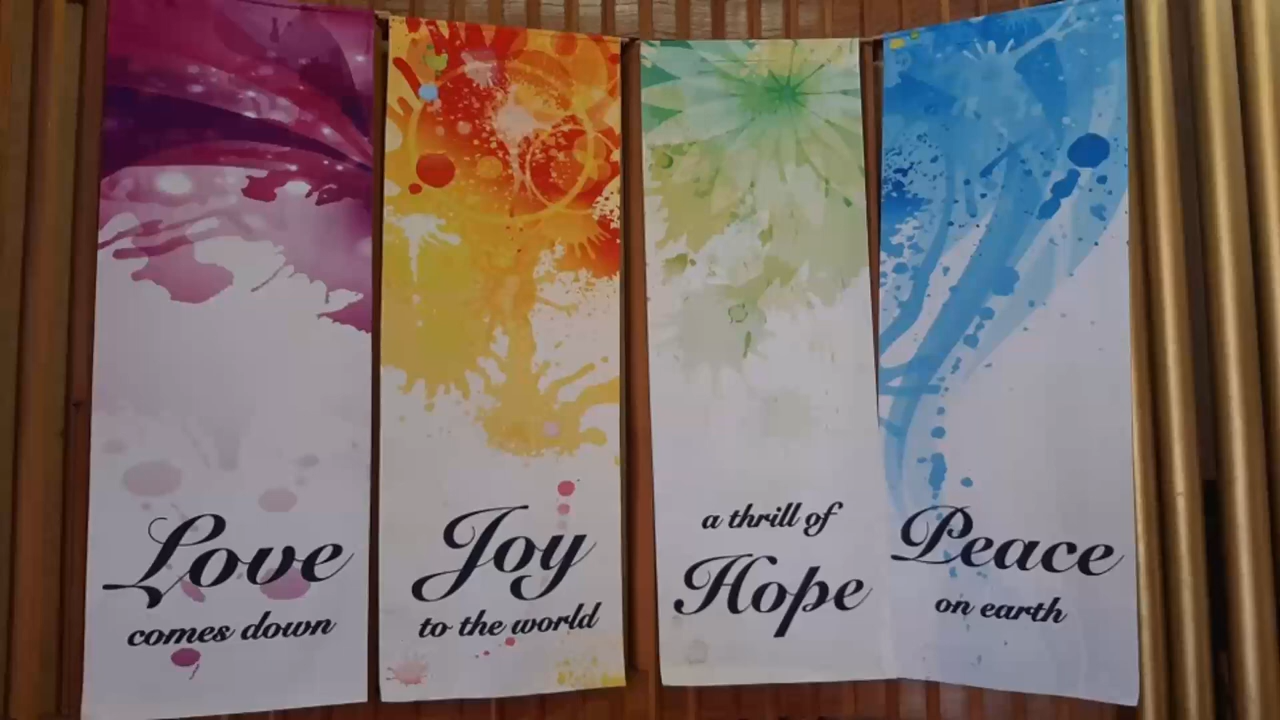 Love
comes down
Joy
to the world
a thrill of
Hope
Peace
on earth